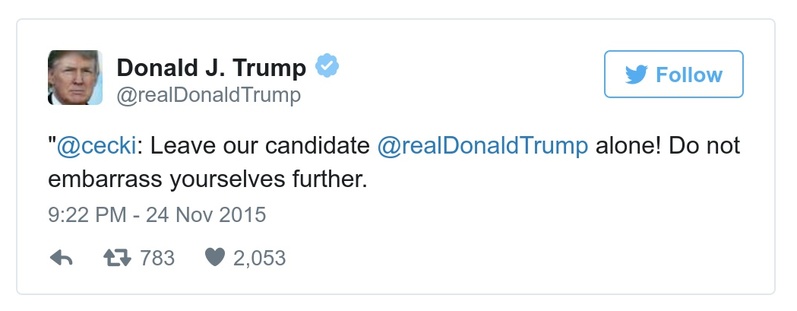 Donald J. Trump
@realDonaldTrump
Follow
"@cecki: Leave our candidate @realDonaldTrump alone! Do not
embarrass yourselves further.
9:22 PM - 24 Nov 2015
783 2,053